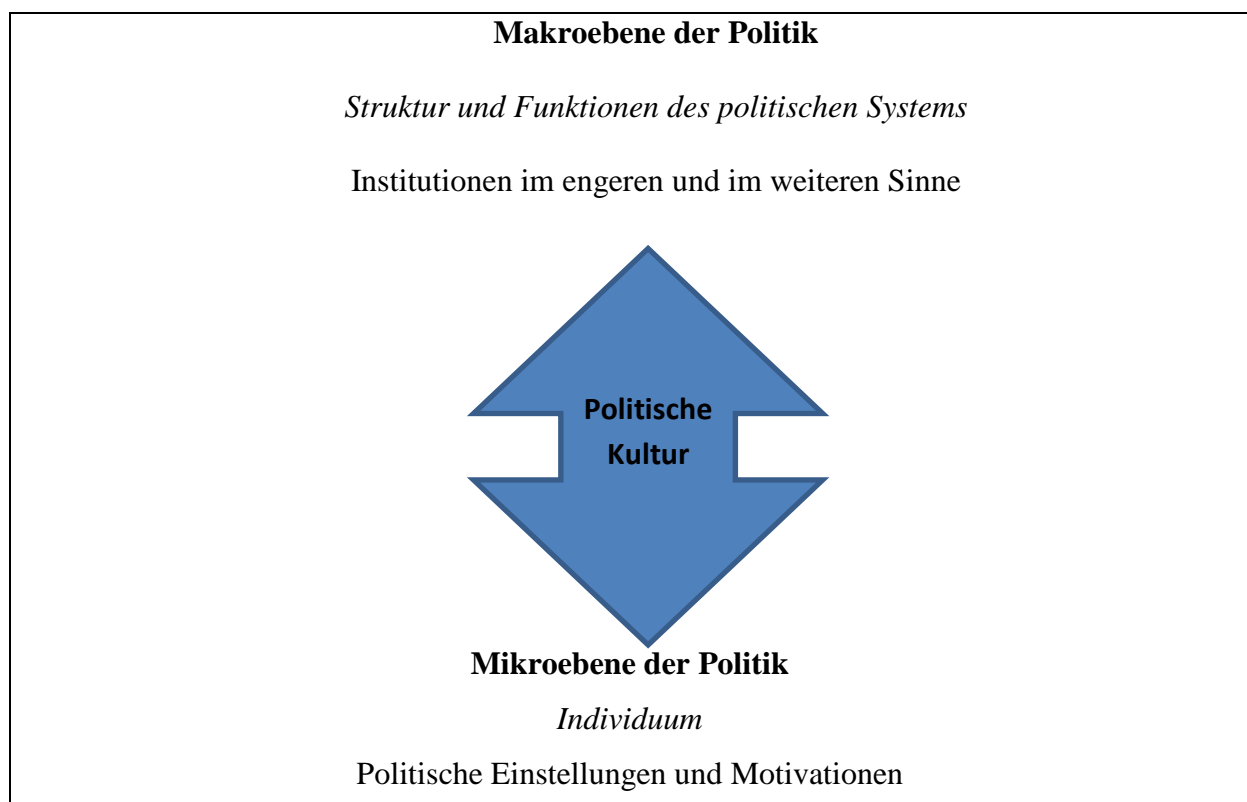 Makroebene der Politik
Struktur und Funktionen des politischen Systems
Institutionen im engeren und im weiteren Sinne
Politische
Kultur
Mikroebene der Politik
Individuum
Politische Einstellungen und Motivationen